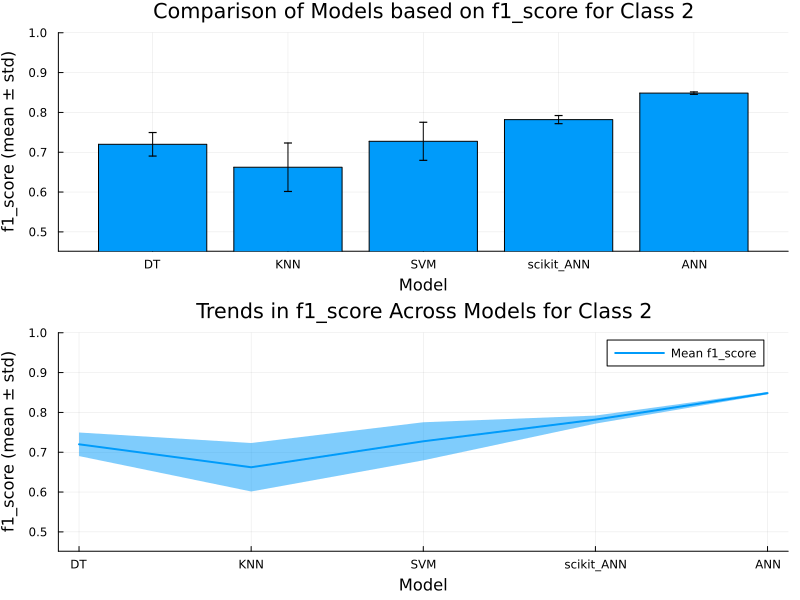 Comparison of Models based on f1_score for Class 2
f1_score (mean ± std)
1.0
0.9
0.8
0.7
0.6
0.5
DT KNN SVM scikit_ANN ANN
Model
Trends in f1_score Across Models for Class 2
f1_score (mean ± std)
1.0
0.9
0.8
0.7
0.6
0.5
Mean f1_score
DT KNN SVM scikit_ANN ANN
Model